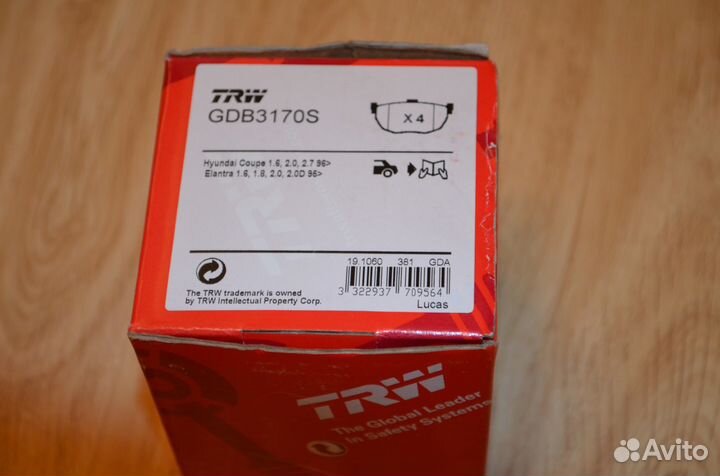 TRW
GDB3170S
X 4
Hyundai Coupe 1.6, 2.0, 2.7 96>
Elantra 1.6, 1.8, 2.0, 2.0D 95>
19.1060 381 GDA
3 322937 709564
Lucas
The TRW trademark is owned
by TRW Intellectual Property Corp.
TRW
The Global Leader
in Safety Systems
Avito